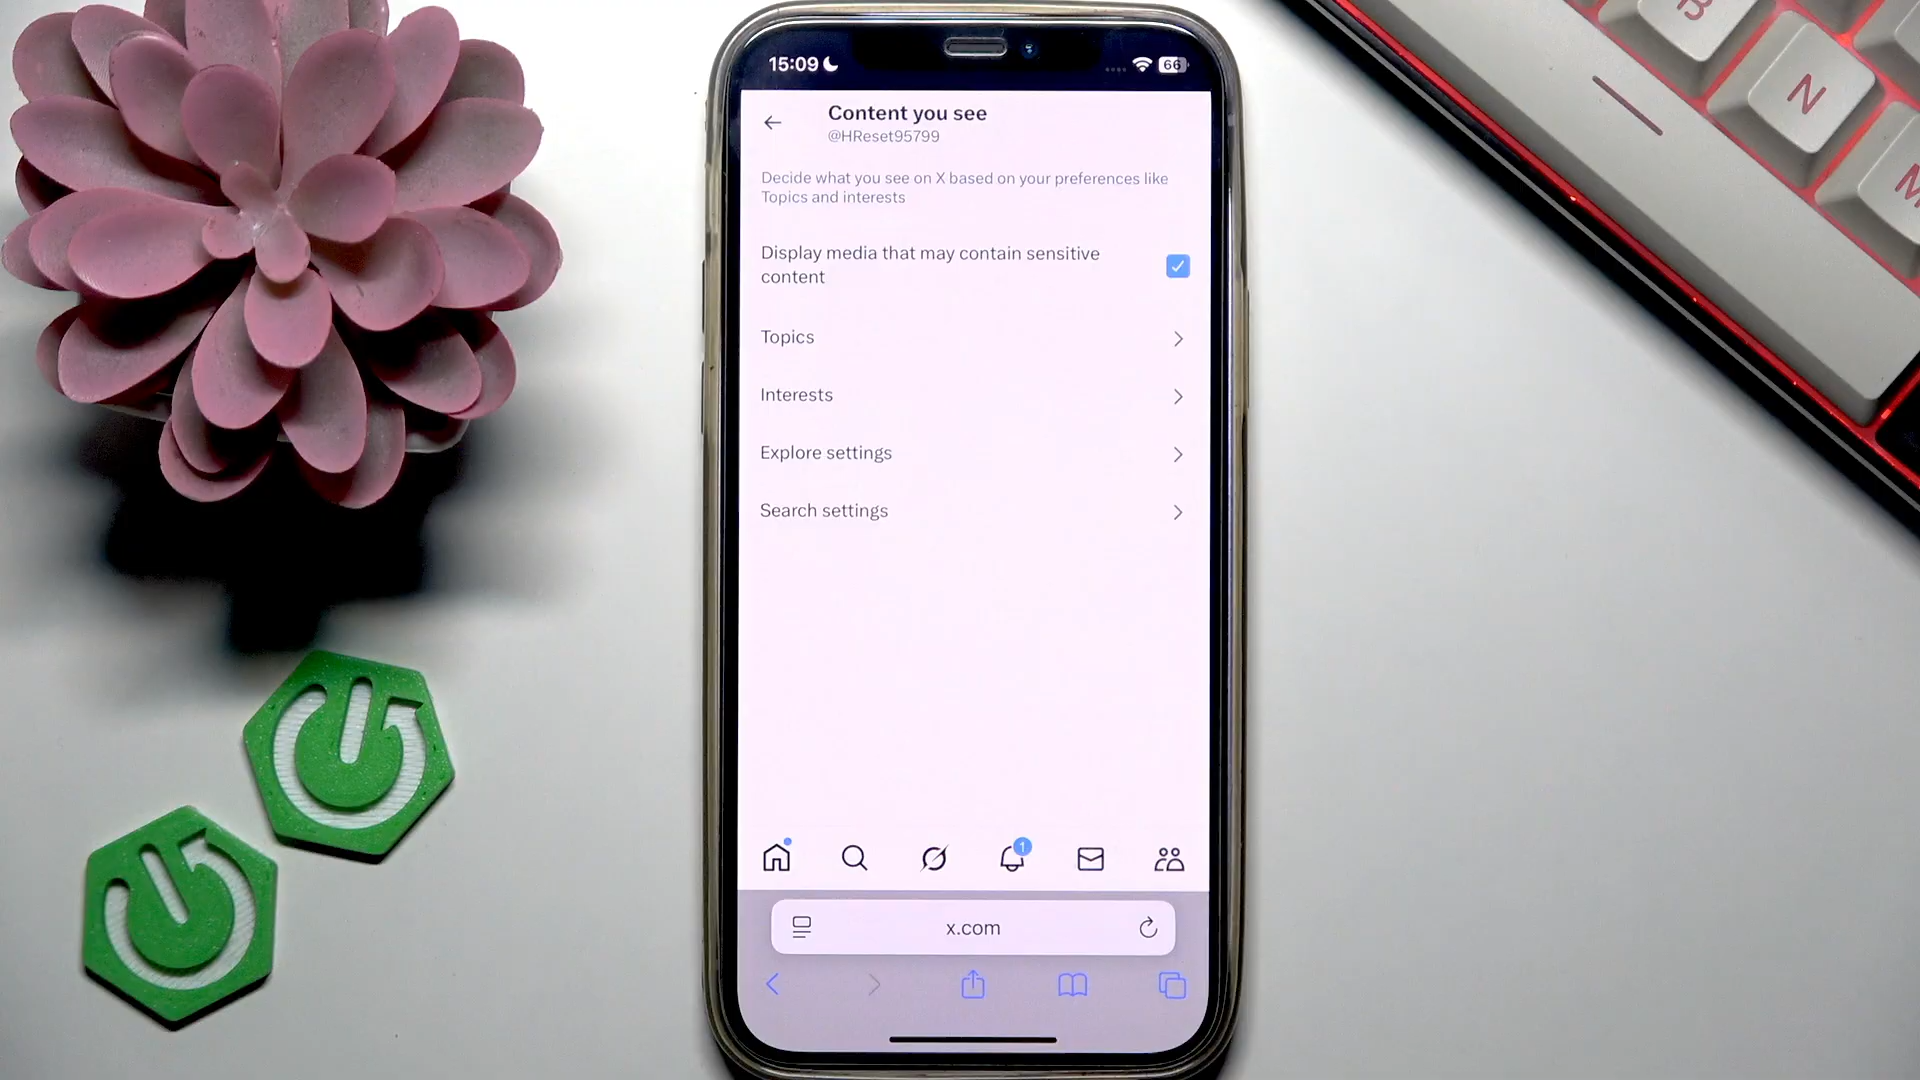 15:09
66
Content you see
@HReset95799
Decide what you see on X based on your preferences like
Topics and interests
Display media that may contain sensitive
content
Topics
Interests
Explore settings
Search settings
1
x.com
B
N
M